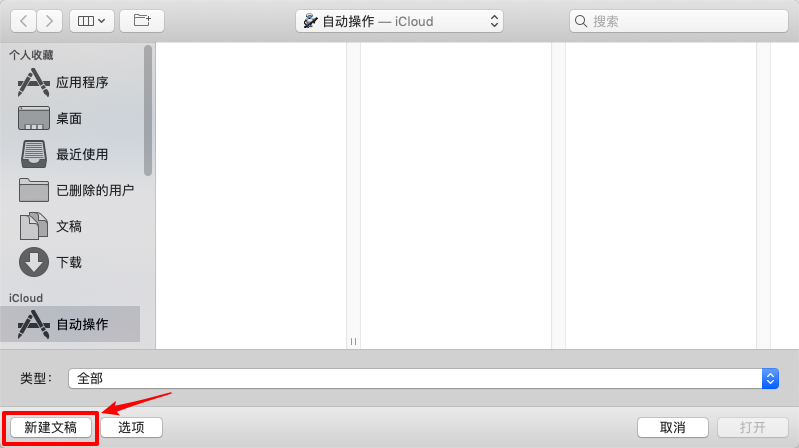 自动操作 — iCloud
搜索
个人收藏
应用程序
桌面
最近使用
已删除的用户
文稿
下载
iCloud
自动操作
类型：
全部
新建文稿
选项
取消
打开